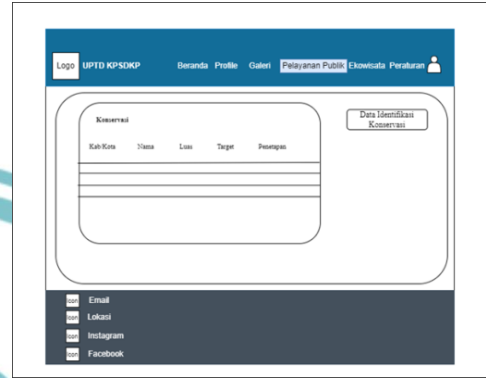 Logo UPTD KPSDKP Beranda Profile Galeri Pelayanan Publik Ekowisata Peraturan
Konservasi
Kab/Kota Nama Luas Target Penetapan
Data Identifikasi
Konservasi
Icon Email
Icon Lokasi
Icon Instagram
Icon Facebook